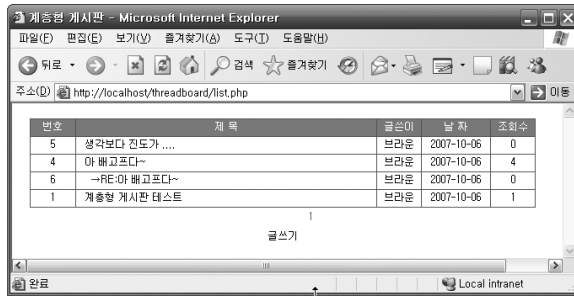 계층형 게시판 - Microsoft Internet Explorer
파일(F) 편집(E) 보기(V) 즐겨찾기(A) 도구(T) 도움말(H)
뒤로 검색 즐겨찾기
주소(D) http://localhost/threadboard/list.php 이동
번호 제 목 글쓴이 날 짜 조회수
5 생각보다 진도가 .... 브라운 2007-10-06 0
4 아 배고프다~ 브라운 2007-10-06 4
6 →RE:아 배고프다~ 브라운 2007-10-06 0
1 계층형 게시판 테스트 브라운 2007-10-06 1
1
글쓰기
완료 Local intranet